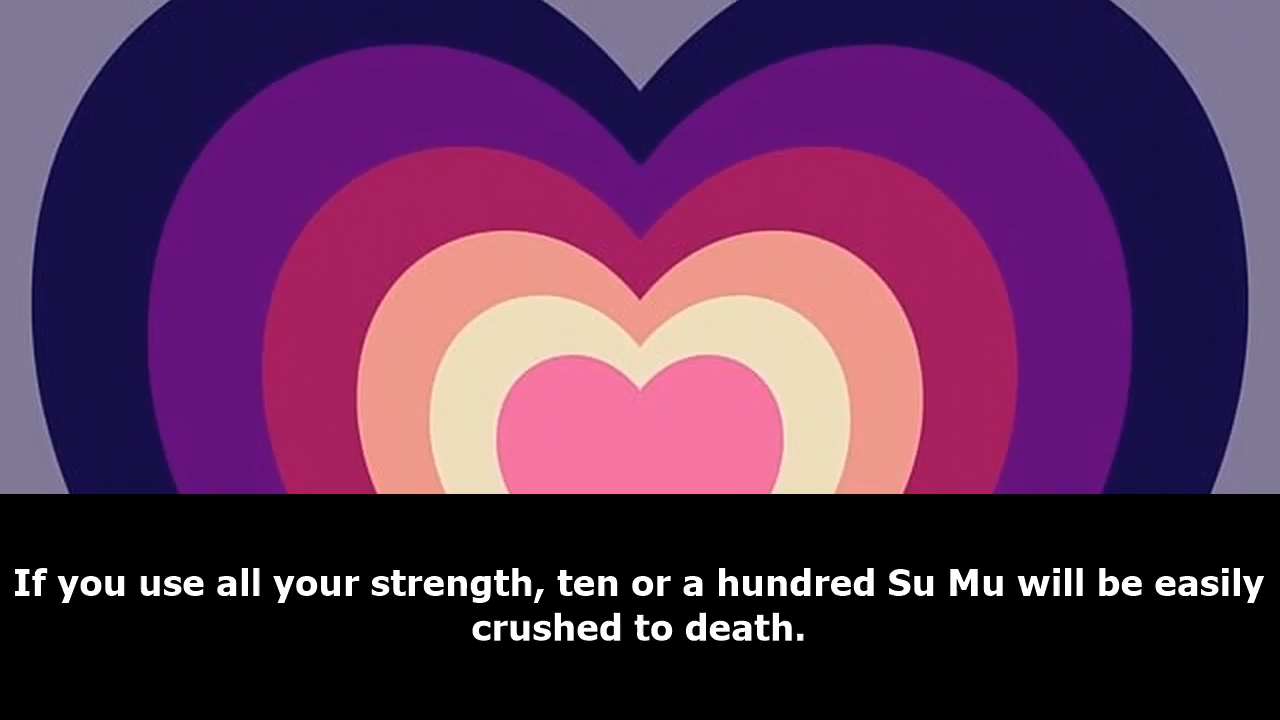 If you use all your strength, ten or a hundred Su Mu will be easily
crushed to death.